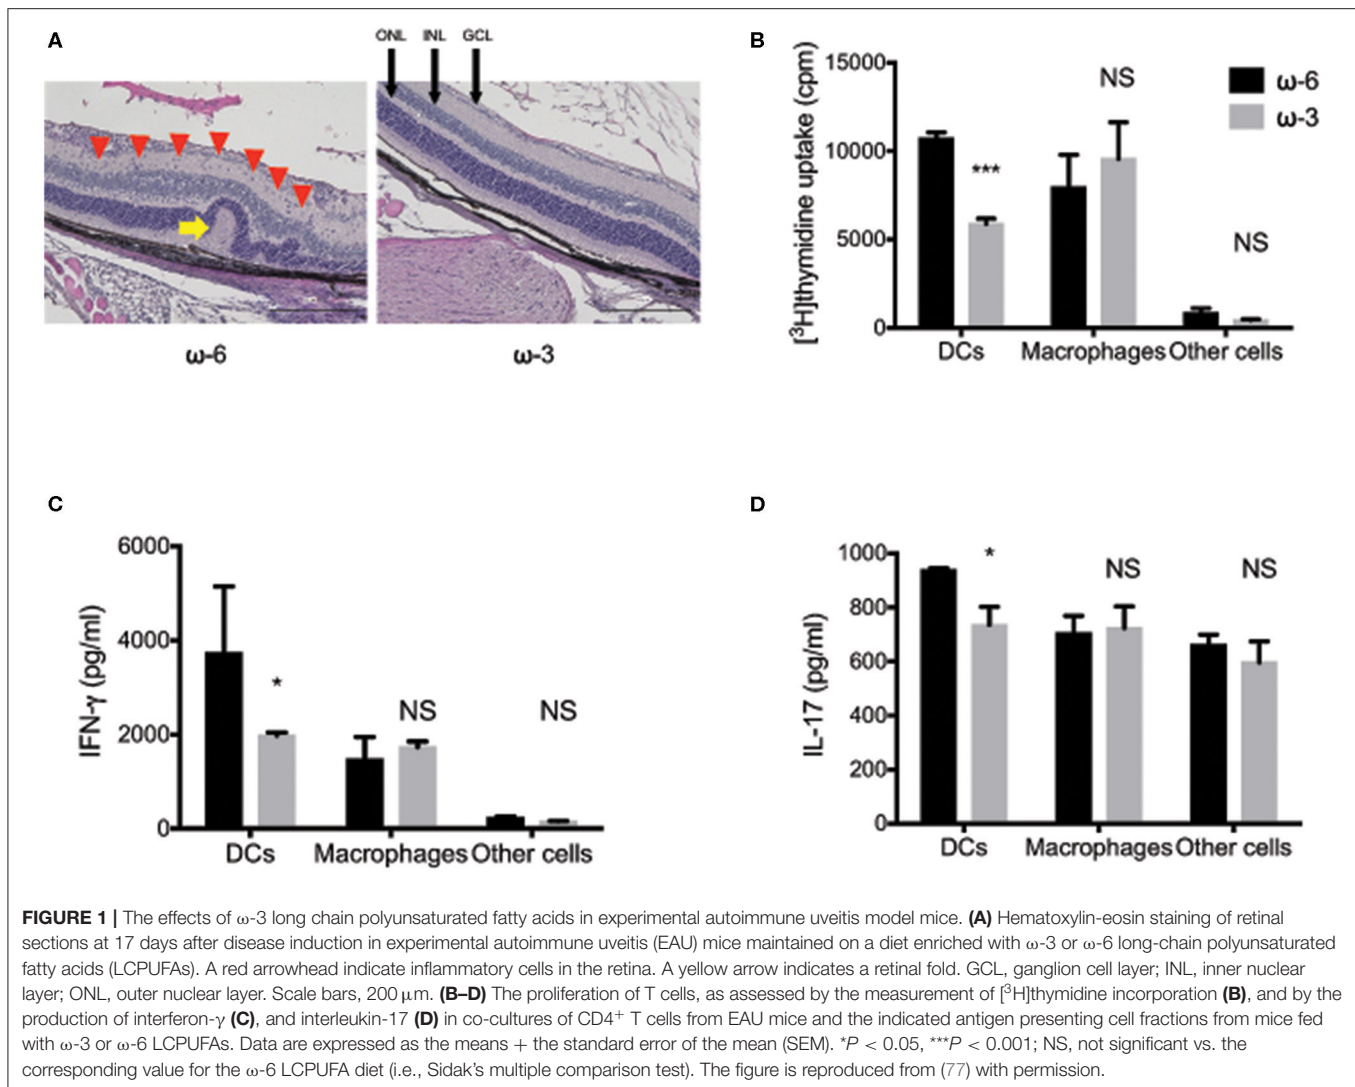 A
ONL INL GCL
ω-6
ω-3
B
[³H]thymidine uptake (cpm)
15000
10000
5000
0
***
NS
NS
ω-6
ω-3
DCs Macrophages Other cells
C
IFN-γ (pg/ml)
6000
4000
2000
0
*
NS
NS
DCs Macrophages Other cells
D
IL-17 (pg/ml)
1000
800
600
400
200
0
*
NS
NS
DCs Macrophages Other cells
FIGURE 1 | The effects of ω-3 long chain polyunsaturated fatty acids in experimental autoimmune uveitis model mice. (A) Hematoxylin-eosin staining of retinal
sections at 17 days after disease induction in experimental autoimmune uveitis (EAU) mice maintained on a diet enriched with ω-3 or ω-6 long-chain polyunsaturated
fatty acids (LCPUFAs). A red arrowhead indicate inflammatory cells in the retina. A yellow arrow indicates a retinal fold. GCL, ganglion cell layer; INL, inner nuclear
layer; ONL, outer nuclear layer. Scale bars, 200 μm. (B–D) The proliferation of T cells, as assessed by the measurement of [³H]thymidine incorporation (B), and by the
production of interferon-γ (C), and interleukin-17 (D) in co-cultures of CD4⁺ T cells from EAU mice and the indicated antigen presenting cell fractions from mice fed
with ω-3 or ω-6 LCPUFAs. Data are expressed as the means + the standard error of the mean (SEM). *P < 0.05, ***P < 0.001; NS, not significant vs. the
corresponding value for the ω-6 LCPUFA diet (i.e., Sidak's multiple comparison test). The figure is reproduced from (77) with permission.